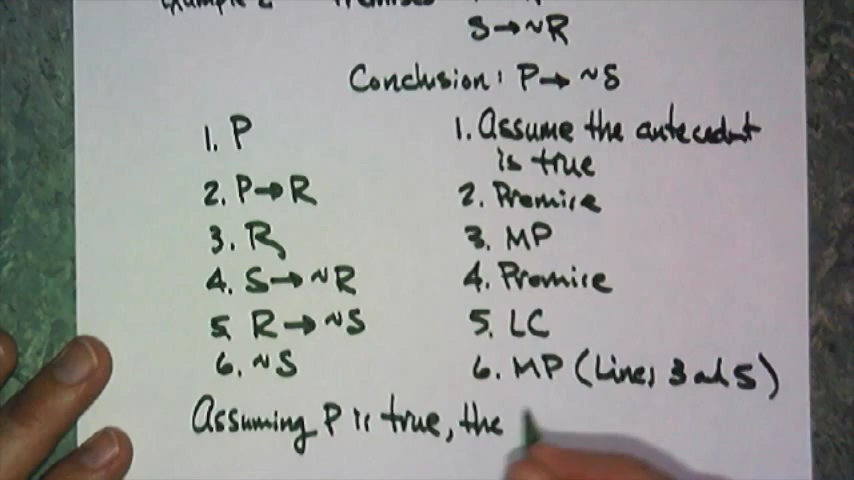 S→~R
Conclusion: P→~S
1. P 1. Assume the antecedent
is true
2. P→R 2. Premise
3. R 3. MP
4. S→~R 4. Premise
5. R→~S 5. LC
6. ~S 6. MP (Lines 3 and 5)
Assuming P is true, the